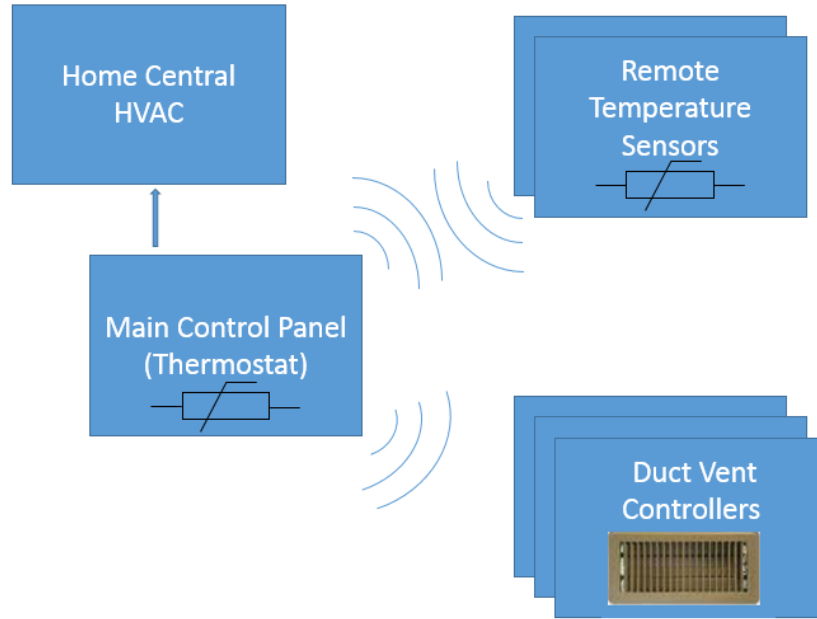 Home Central
HVAC
Remote
Temperature
Sensors
Main Control Panel
(Thermostat)
Duct Vent
Controllers